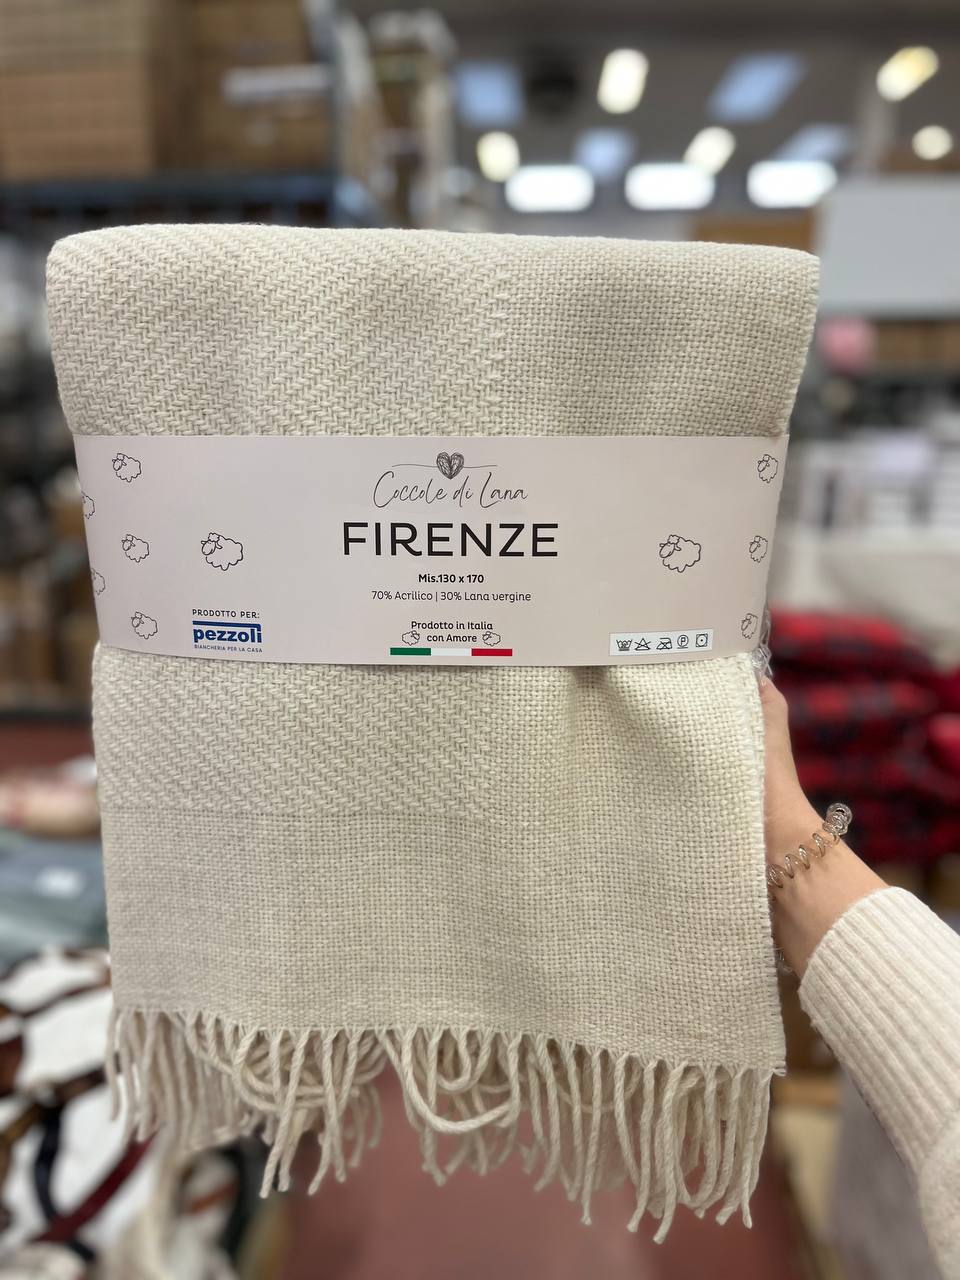 Coccole di Lana
FIRENZE
Mis.130 x 170
70% Acrilico | 30% Lana vergine
PRODOTTO PER:
pezzoli
BIANCHERIA PER LA CASA
Prodotto in Italia
con Amore